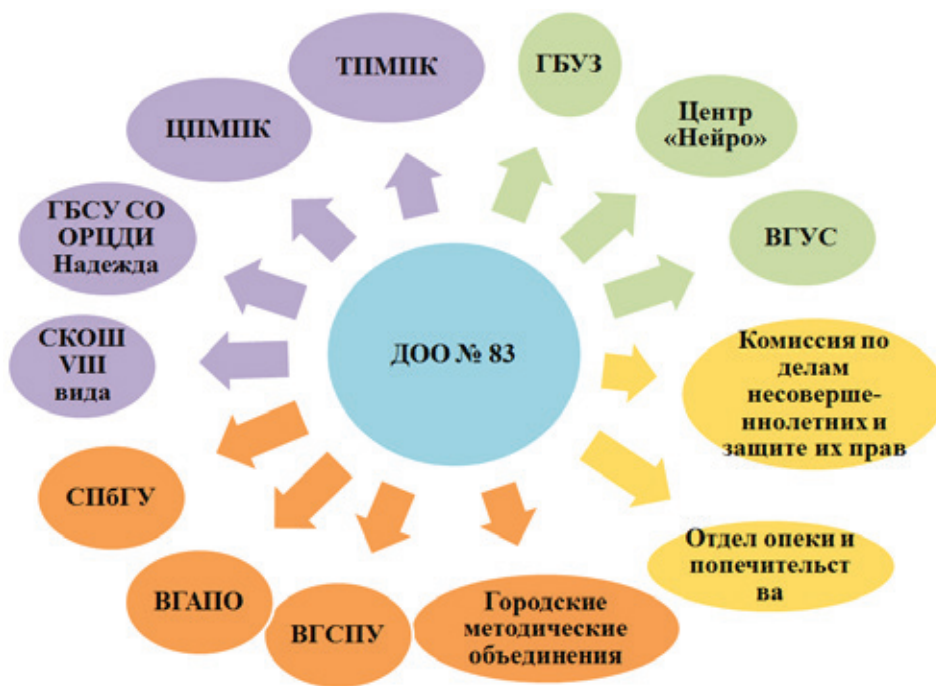 ТПМПК
ГБУЗ
ЦПМПК
Центр
«Нейро»
ГБСУ СО
ОРЦДИ
Надежда
ВГУС
СКОШ
VIII
вида
ДОО № 83
Комиссия по
делам
несоверше-
ннолетних и
защите их прав
СПбГУ
Отдел опеки и
попечительст
ва
ВГАПО
ВГСПУ
Городские
методические
объединения